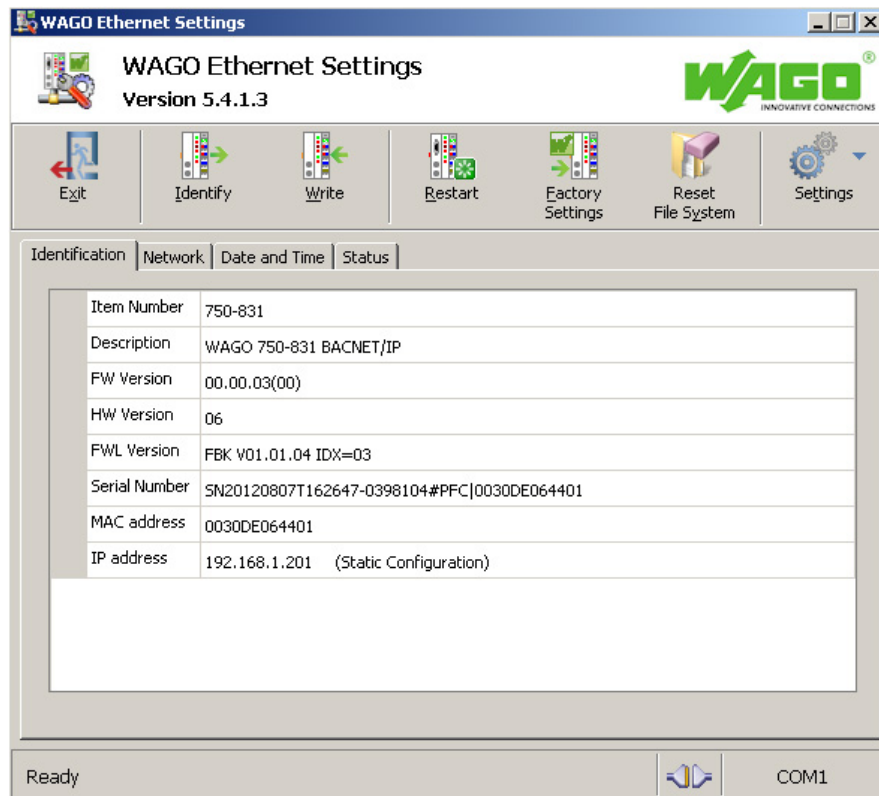 WAGO Ethernet Settings
WAGO Ethernet Settings
Version 5.4.1.3
WAGO®
INNOVATIVE CONNECTIONS
Exit
Identify
Write
Restart
Factory Settings
Reset File System
Settings
Identification
Network
Date and Time
Status
Item Number 750-831
Description WAGO 750-831 BACNET/IP
FW Version 00.00.03(00)
HW Version 06
FWL Version FBK V01.01.04 IDX=03
Serial Number SN20120807T162647-0398104#PFC|0030DE064401
MAC address 0030DE064401
IP address 192.168.1.201 (Static Configuration)
Ready
COM1